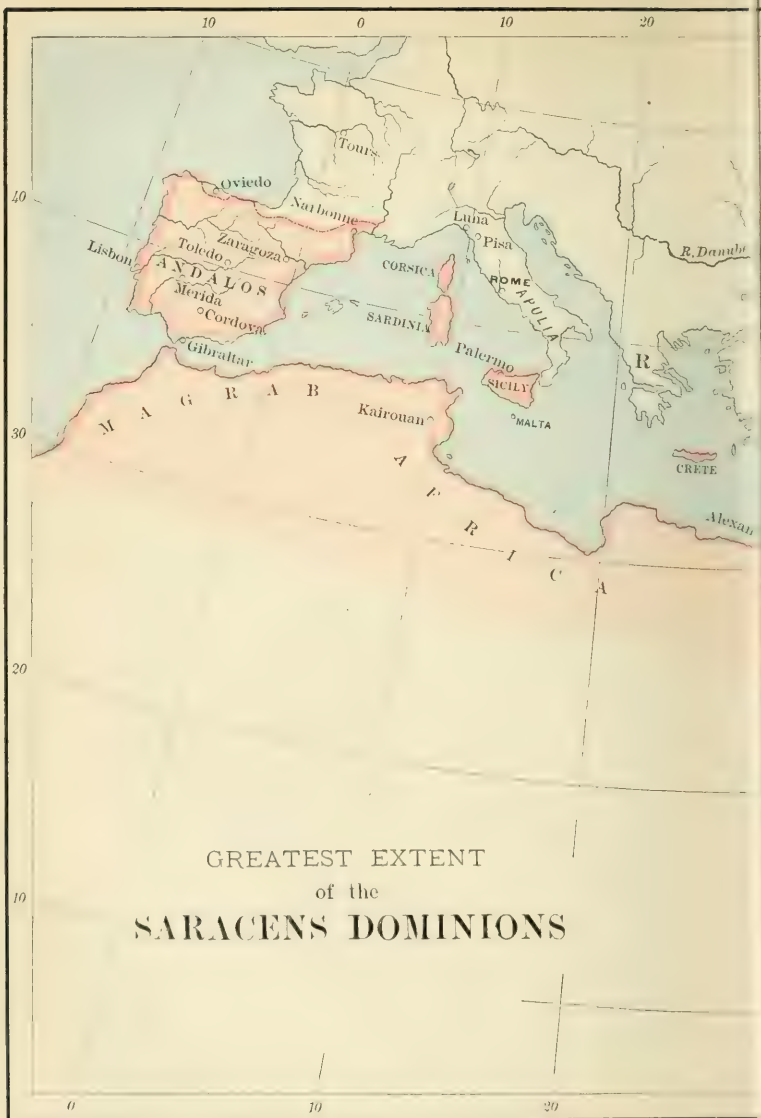 10 0 10 20
Tours
Oviedo
40
Narbonne
Luna
Pisa
R. Danub
Zaragoza
Lisbon
Toledo
CORSICA
ROME
ANDALOS
APULIA
Merida
Cordova
SARDINIA
Gibraltar
Palermo
R
SICILY
MAGRAB
Kairouan
MALTA
30
CRETE
AFRICA
Alexan
20
GREATEST EXTENT
of the
10
SARACENS DOMINIONS
0 10 20